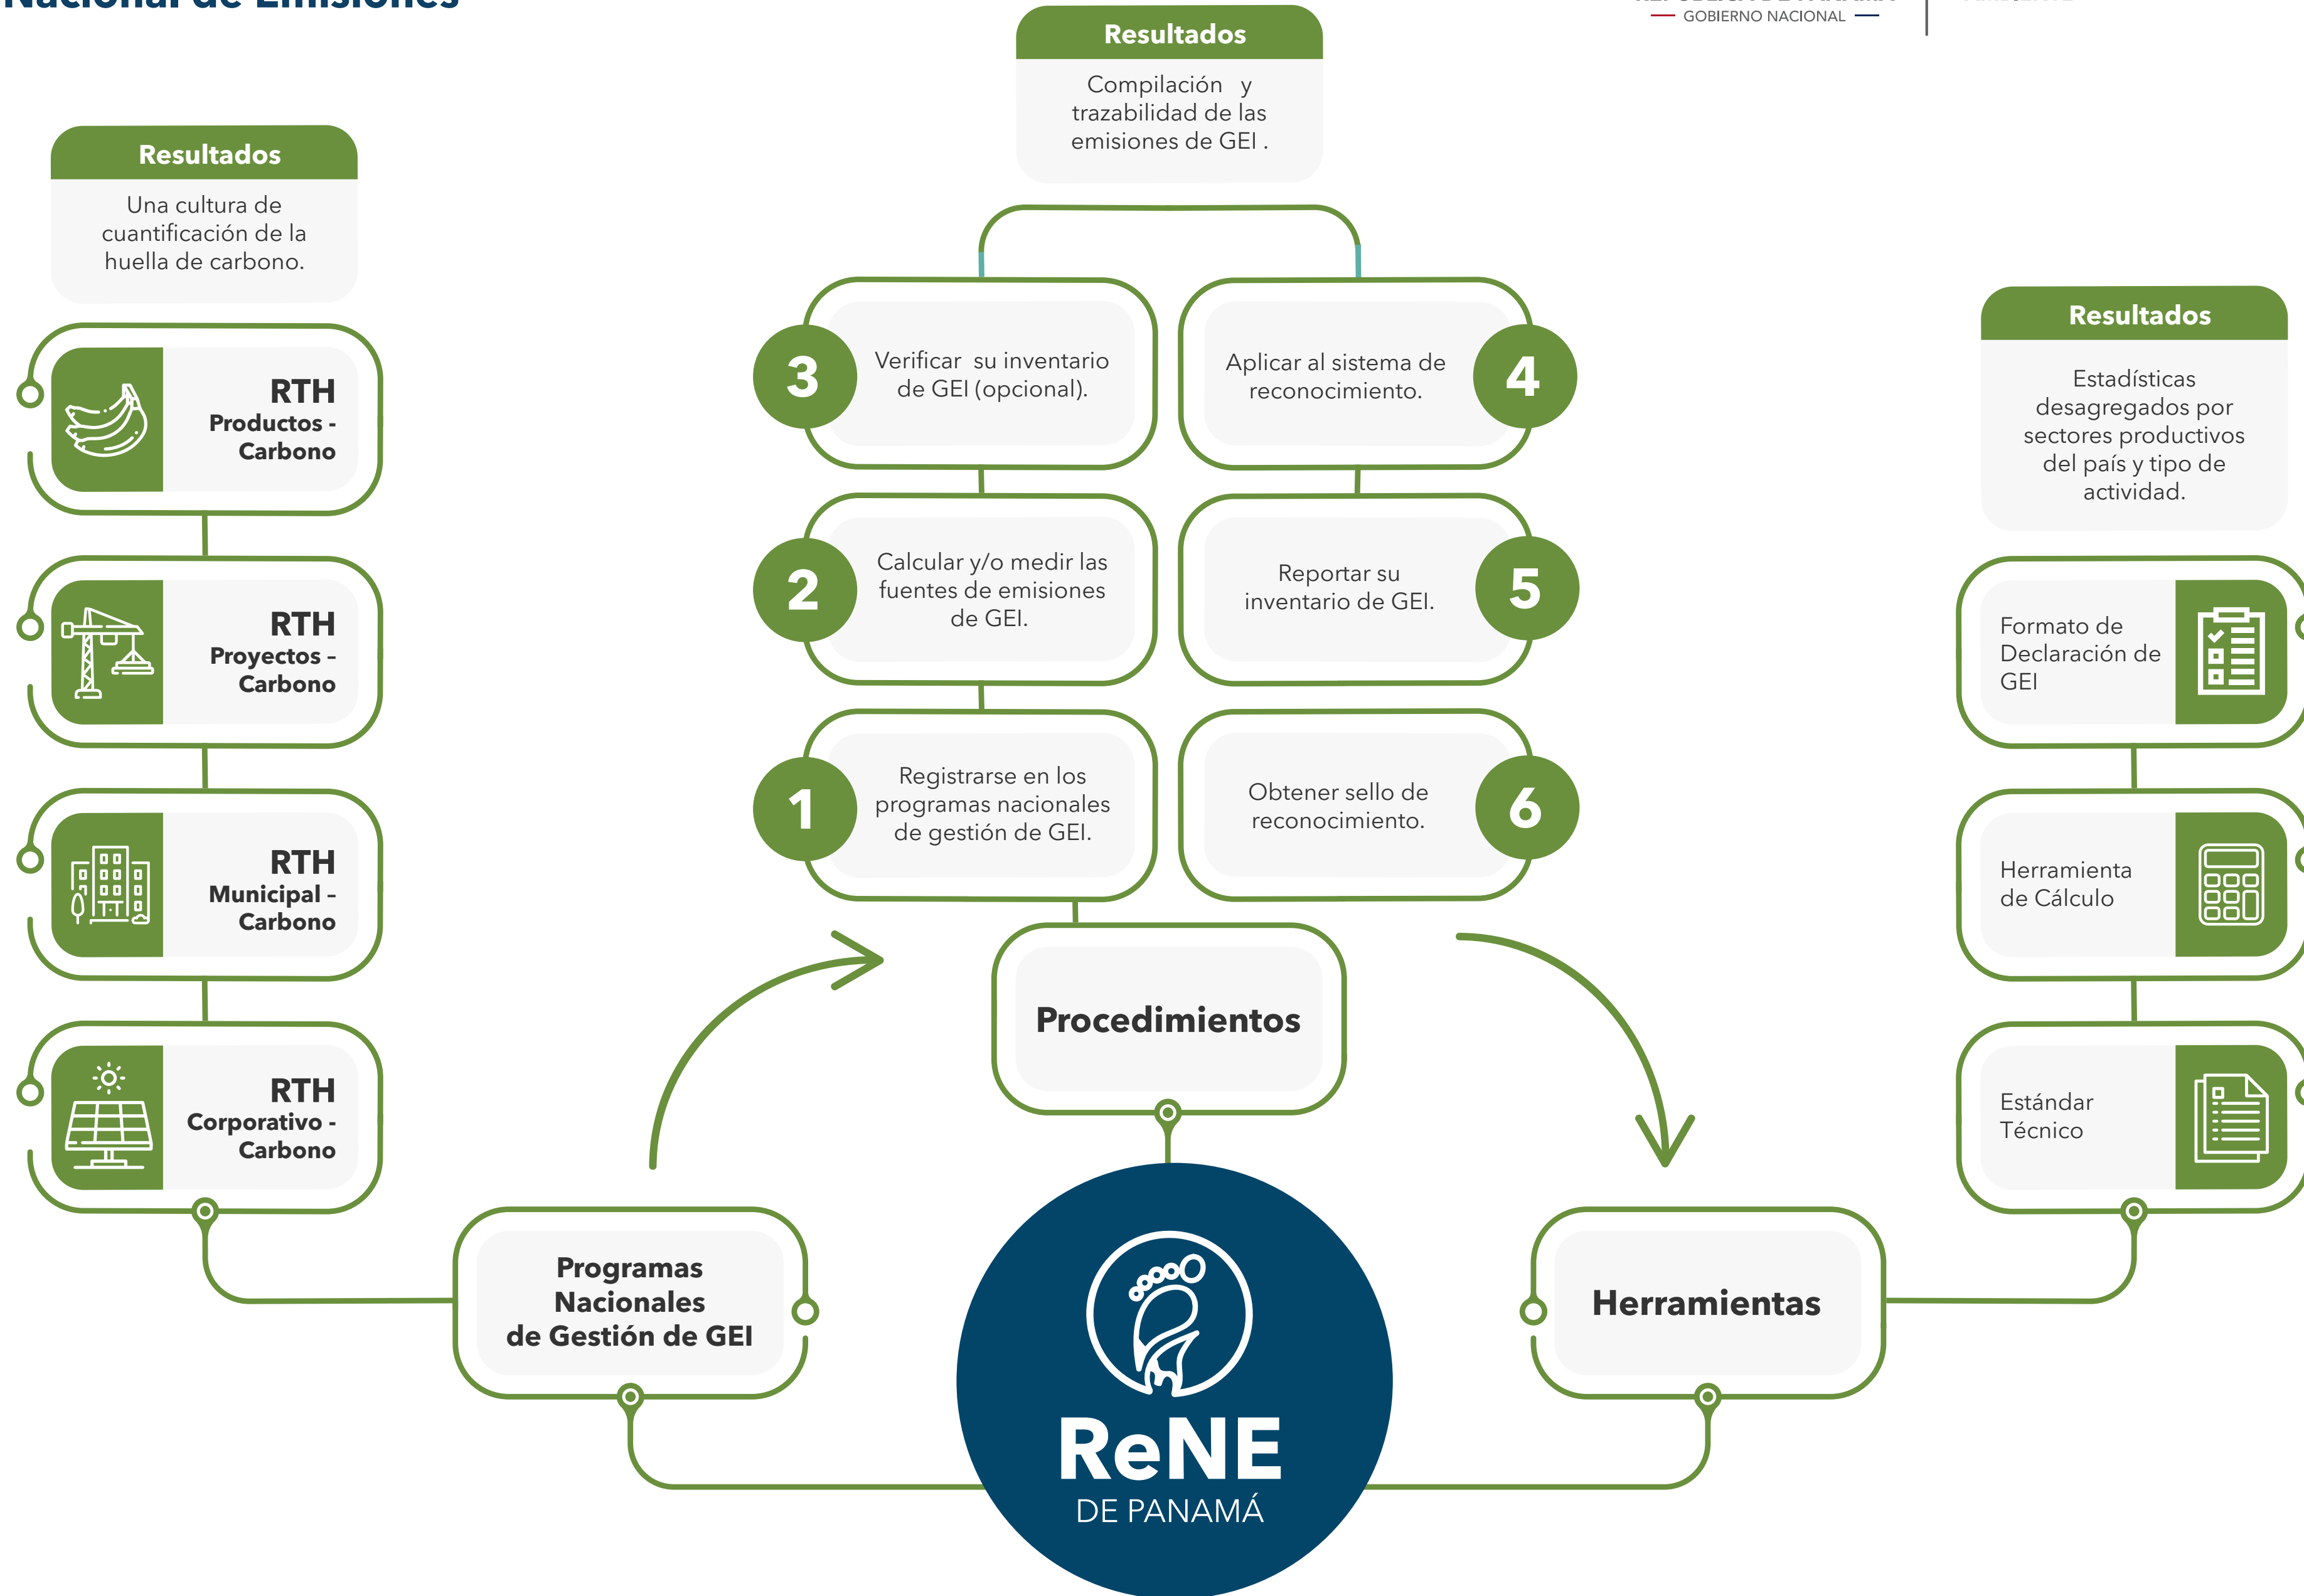 Nacional de Emisiones
GOBIERNO NACIONAL
Resultados
Compilación y
trazabilidad de las
emisiones de GEI .
Resultados
Una cultura de
cuantificación de la
huella de carbono.
RTH
Productos -
Carbono
RTH
Proyectos –
Carbono
RTH
Municipal –
Carbono
RTH
Corporativo -
Carbono
3
Verificar su inventario
de GEI (opcional).
2
Calcular y/o medir las
fuentes de emisiones
de GEI.
1
Registrarse en los
programas nacionales
de gestión de GEI.
Aplicar al sistema de
reconocimiento.
4
Reportar su
inventario de GEI.
5
Obtener sello de
reconocimiento.
6
Resultados
Estadísticas
desagregados por
sectores productivos
del país y tipo de
actividad.
Formato de
Declaración de
GEI
Herramienta
de Cálculo
Estándar
Técnico
Procedimientos
Programas
Nacionales
de Gestión de GEI
Herramientas
ReNE
DE PANAMÁ